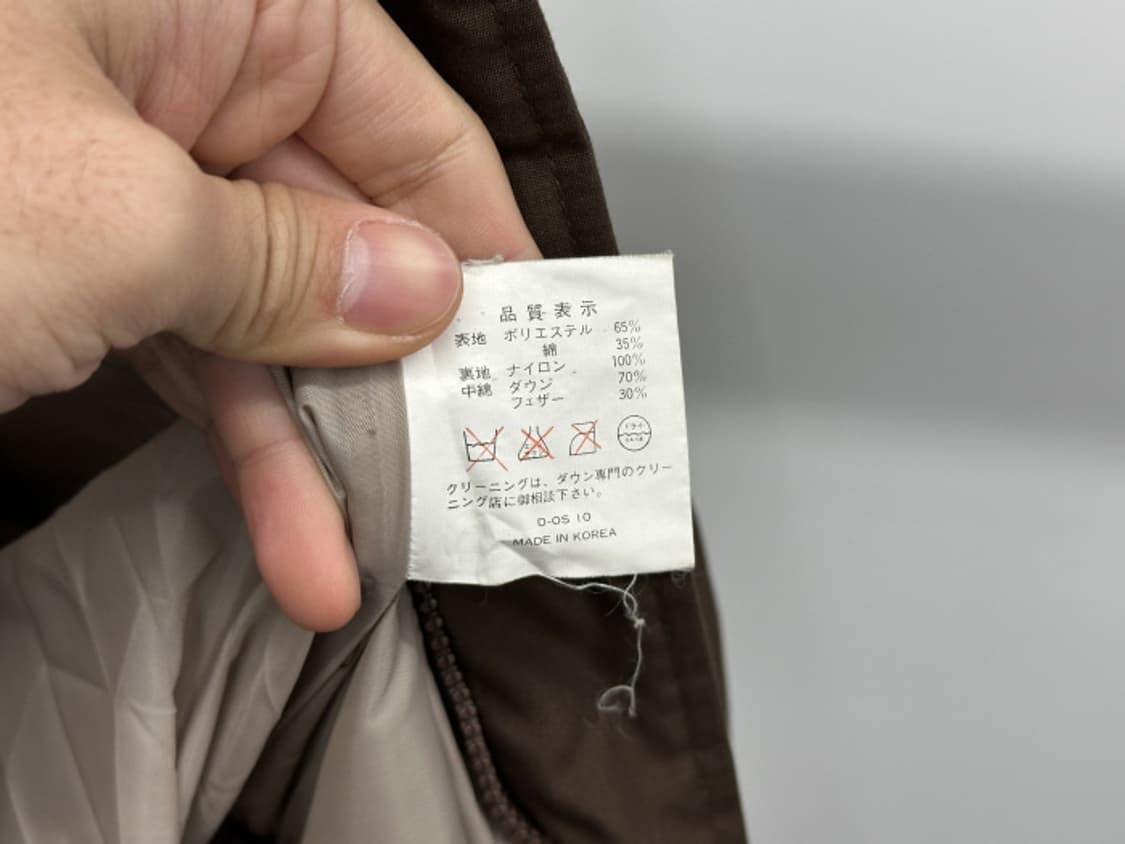 品質表示
表地 ポリエステル 65%
綿 35%
裏地 ナイロン 100%
中綿 ダウン 70%
フェザー 30%
ドライ
クリーニングは、ダウン専門のクリー
ニング店に御相談下さい。
D-OS 10
MADE IN KOREA